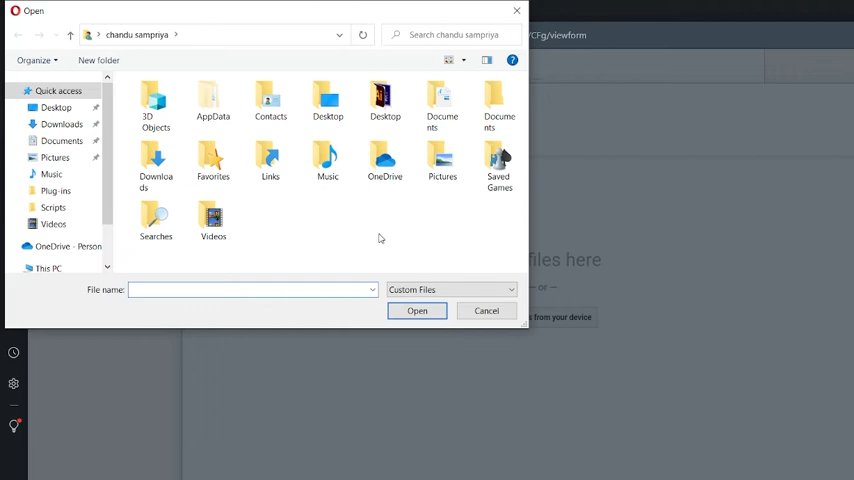 Open
chandu sampriya
Search chandu sampriya
/CFg/viewform
Organize
New folder
Quick access
Desktop
Downloads
Documents
Pictures
Music
Plug-ins
Scripts
Videos
OneDrive - Person
This PC
3D
Objects
AppData
Contacts
Desktop
Desktop
Docume
nts
Docume
nts
Downloa
ds
Favorites
Links
Music
OneDrive
Pictures
Saved
Games
Searches
Videos
files here
— or —
s from your device
File name:
Custom Files
Open
Cancel